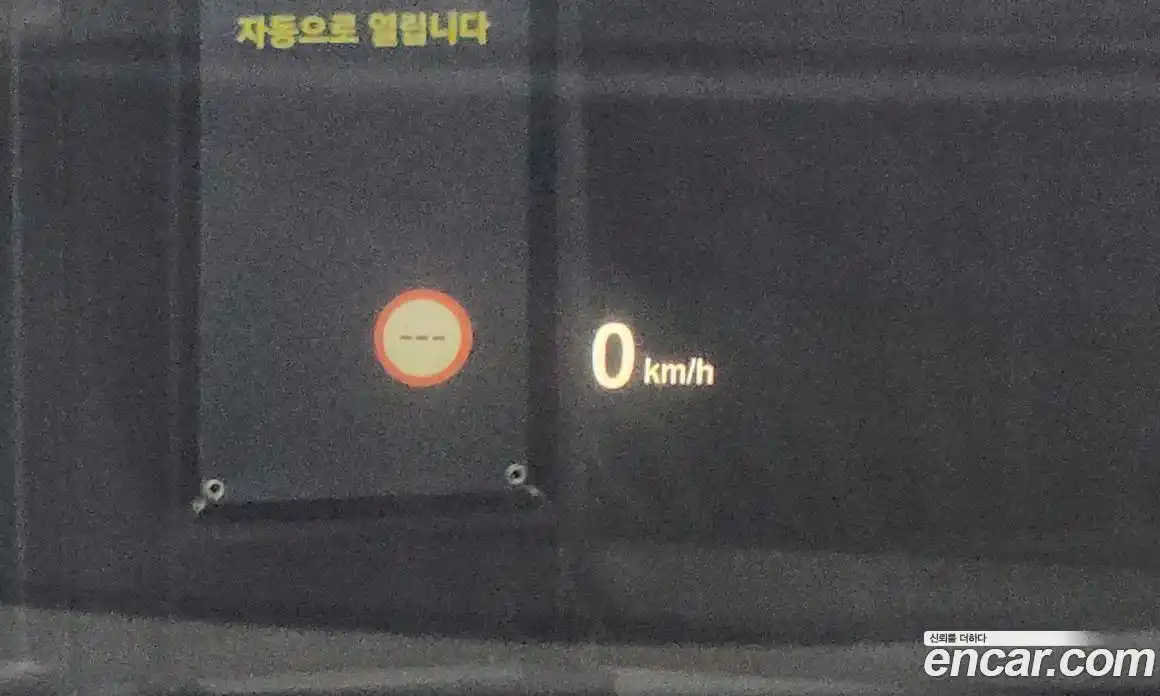 자동으로 열립니다
---
0 km/h
신뢰를 더하다
encar.com